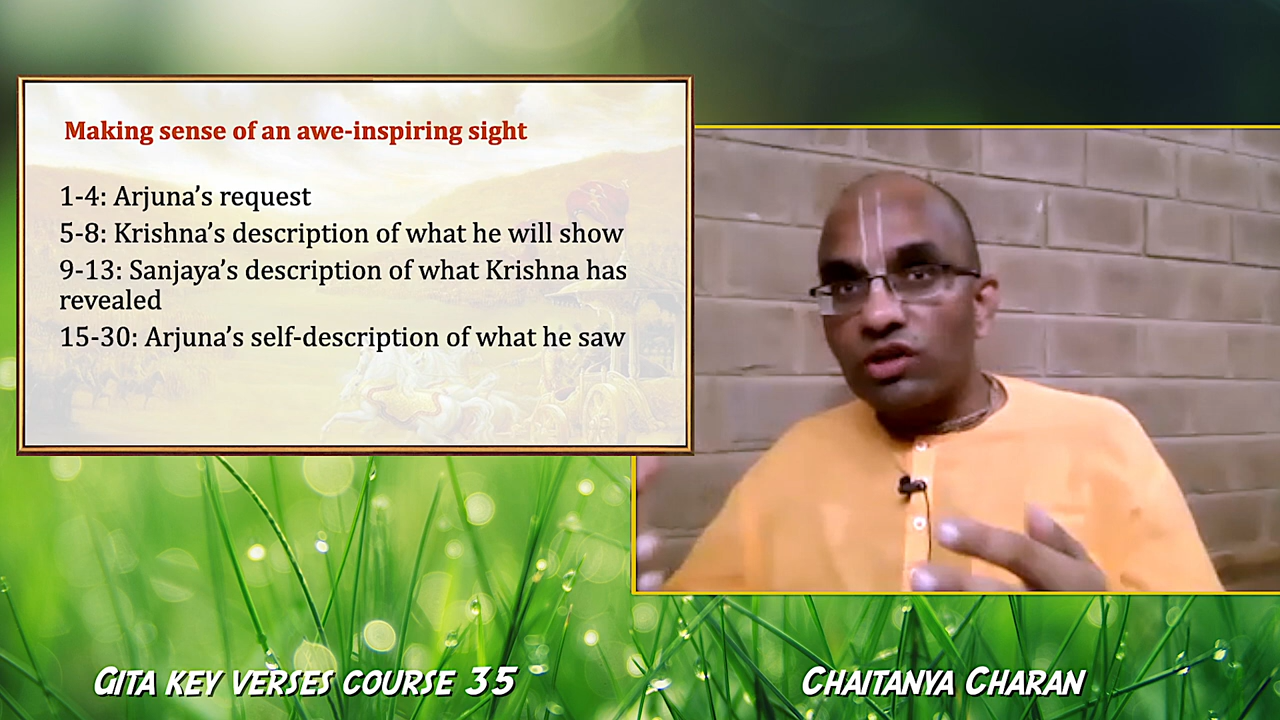 Making sense of an awe-inspiring sight
1-4: Arjuna’s request
5-8: Krishna’s description of what he will show
9-13: Sanjaya’s description of what Krishna has
revealed
15-30: Arjuna’s self-description of what he saw
Gita key verses course 35
Chaitanya Charan